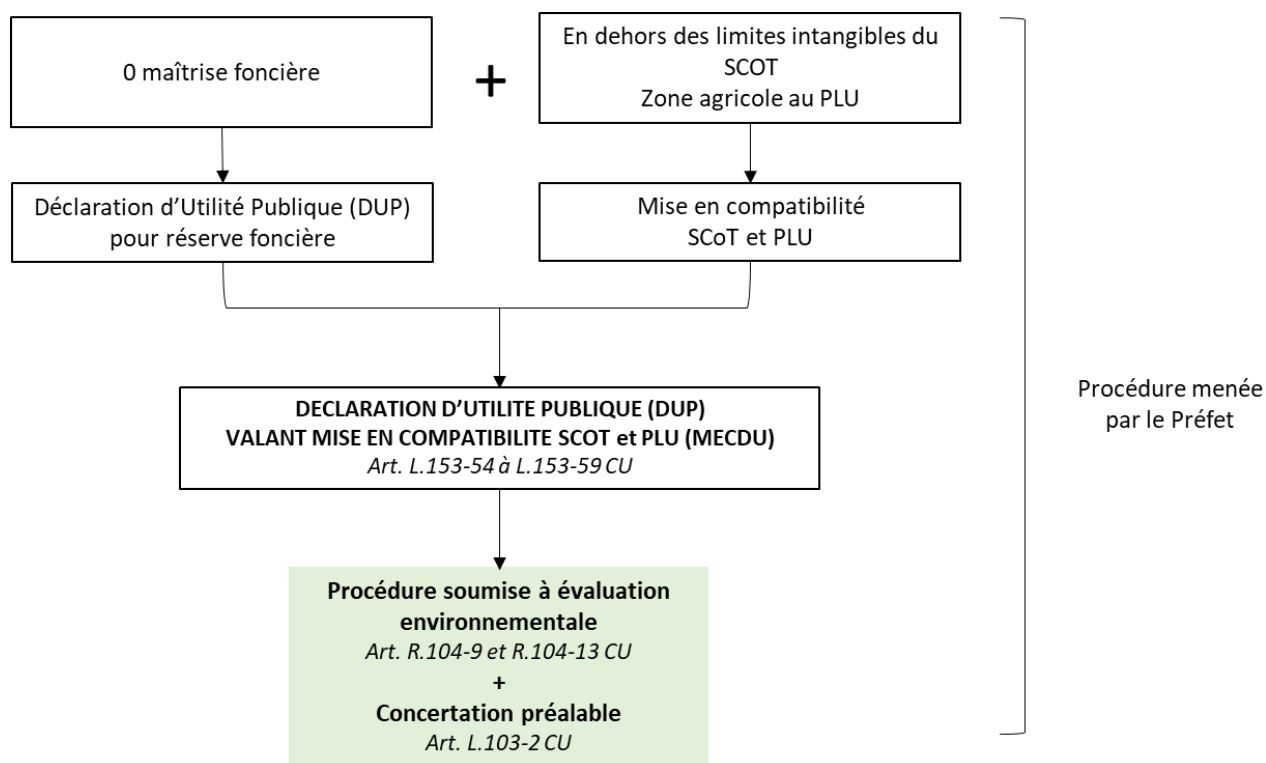 0 maîtrise foncière
+
En dehors des limites intangibles du
SCOT
Zone agricole au PLU
Déclaration d’Utilité Publique (DUP)
pour réserve foncière
Mise en compatibilité
SCoT et PLU
DECLARATION D’UTILITE PUBLIQUE (DUP)
VALANT MISE EN COMPATIBILITE SCOT et PLU (MECDU)
Art. L.153-54 à L.153-59 CU
Procédure soumise à évaluation
environnementale
Art. R.104-9 et R.104-13 CU
+
Concertation préalable
Art. L.103-2 CU
Procédure menée
par le Préfet